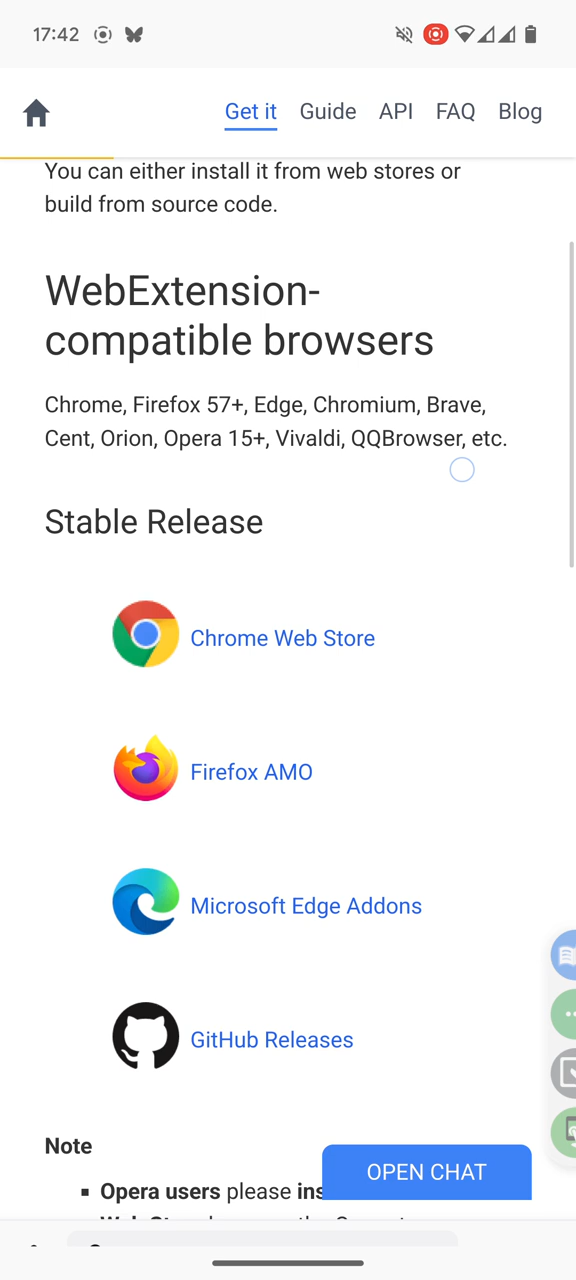 17:42
Get it Guide API FAQ Blog
You can either install it from web stores or
build from source code.
WebExtension-
compatible browsers
Chrome, Firefox 57+, Edge, Chromium, Brave,
Cent, Orion, Opera 15+, Vivaldi, QQBrowser, etc.
Stable Release
Chrome Web Store
Firefox AMO
Microsoft Edge Addons
GitHub Releases
Note
▪ Opera users please
OPEN CHAT